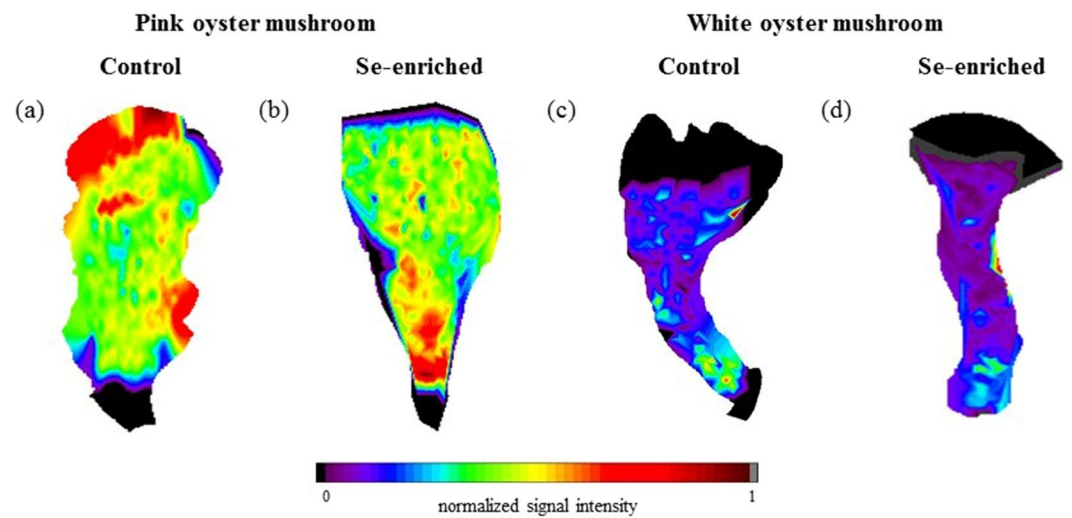 Pink oyster mushroom
White oyster mushroom
Control
Se-enriched
Control
Se-enriched
(a)
(b)
(c)
(d)
0
1
normalized signal intensity